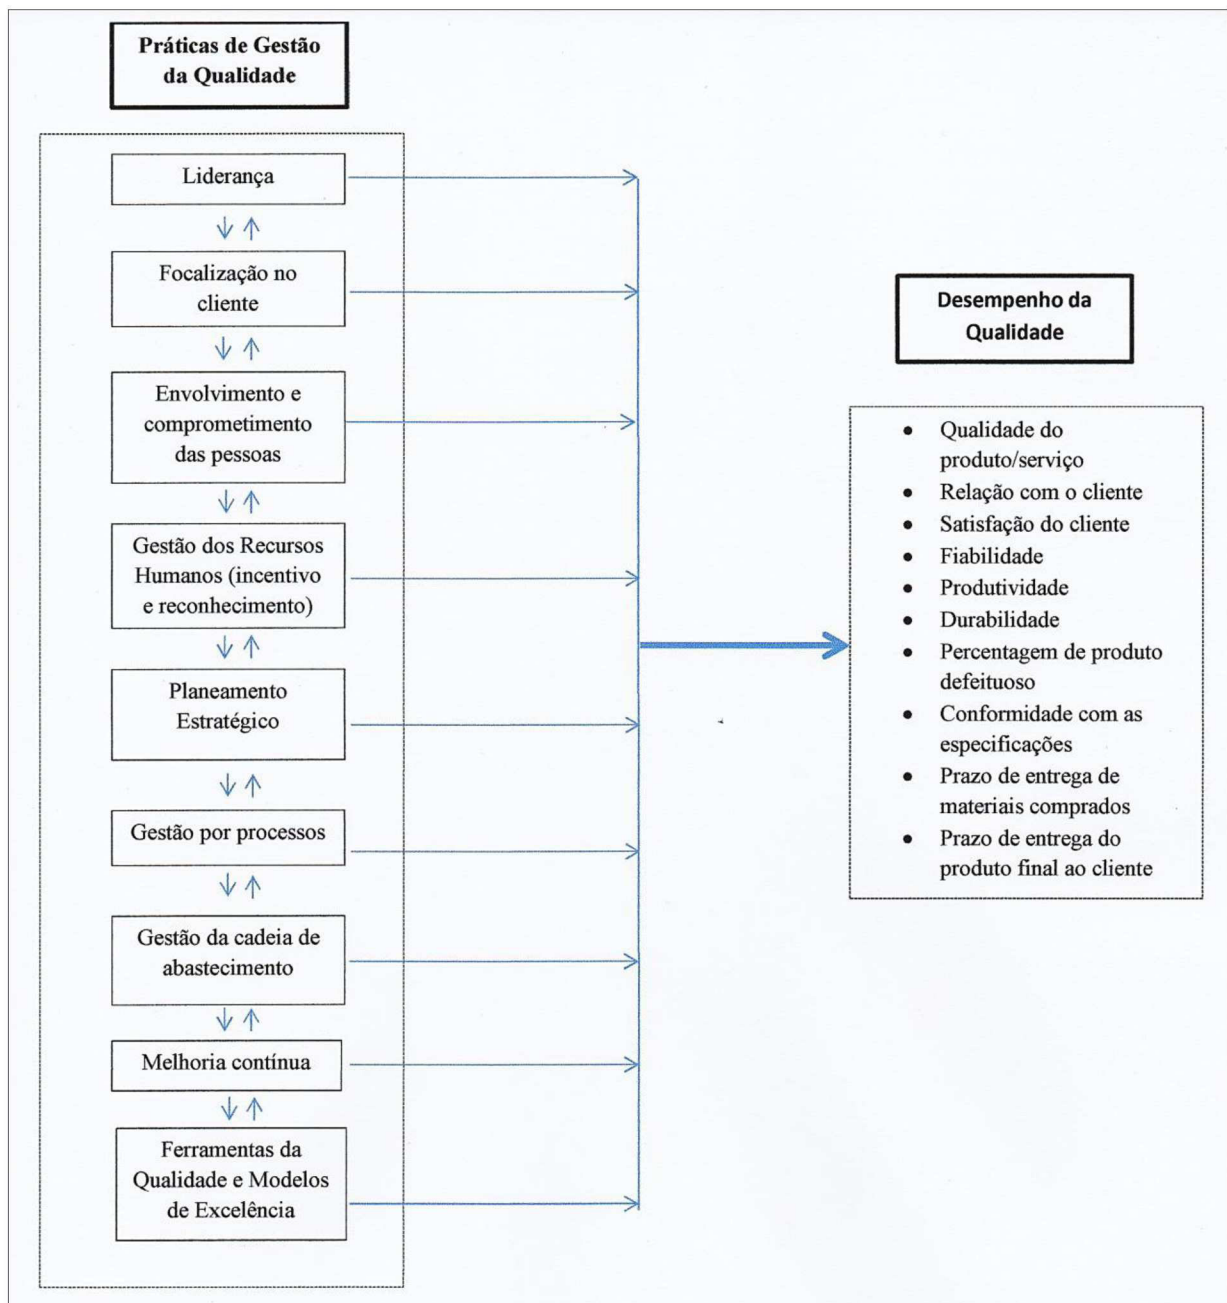 Práticas de Gestão
da Qualidade
Liderança
Focalização no
cliente
Envolvimento e
comprometimento
das pessoas
Gestão dos Recursos
Humanos (incentivo
e reconhecimento)
Planeamento
Estratégico
Gestão por processos
Gestão da cadeia de
abastecimento
Melhoria contínua
Ferramentas da
Qualidade e Modelos
de Excelência
Desempenho da
Qualidade
• Qualidade do
produto/serviço
• Relação com o cliente
• Satisfação do cliente
• Fiabilidade
• Produtividade
• Durabilidade
• Percentagem de produto
defeituoso
• Conformidade com as
especificações
• Prazo de entrega de
materiais comprados
• Prazo de entrega do
produto final ao cliente